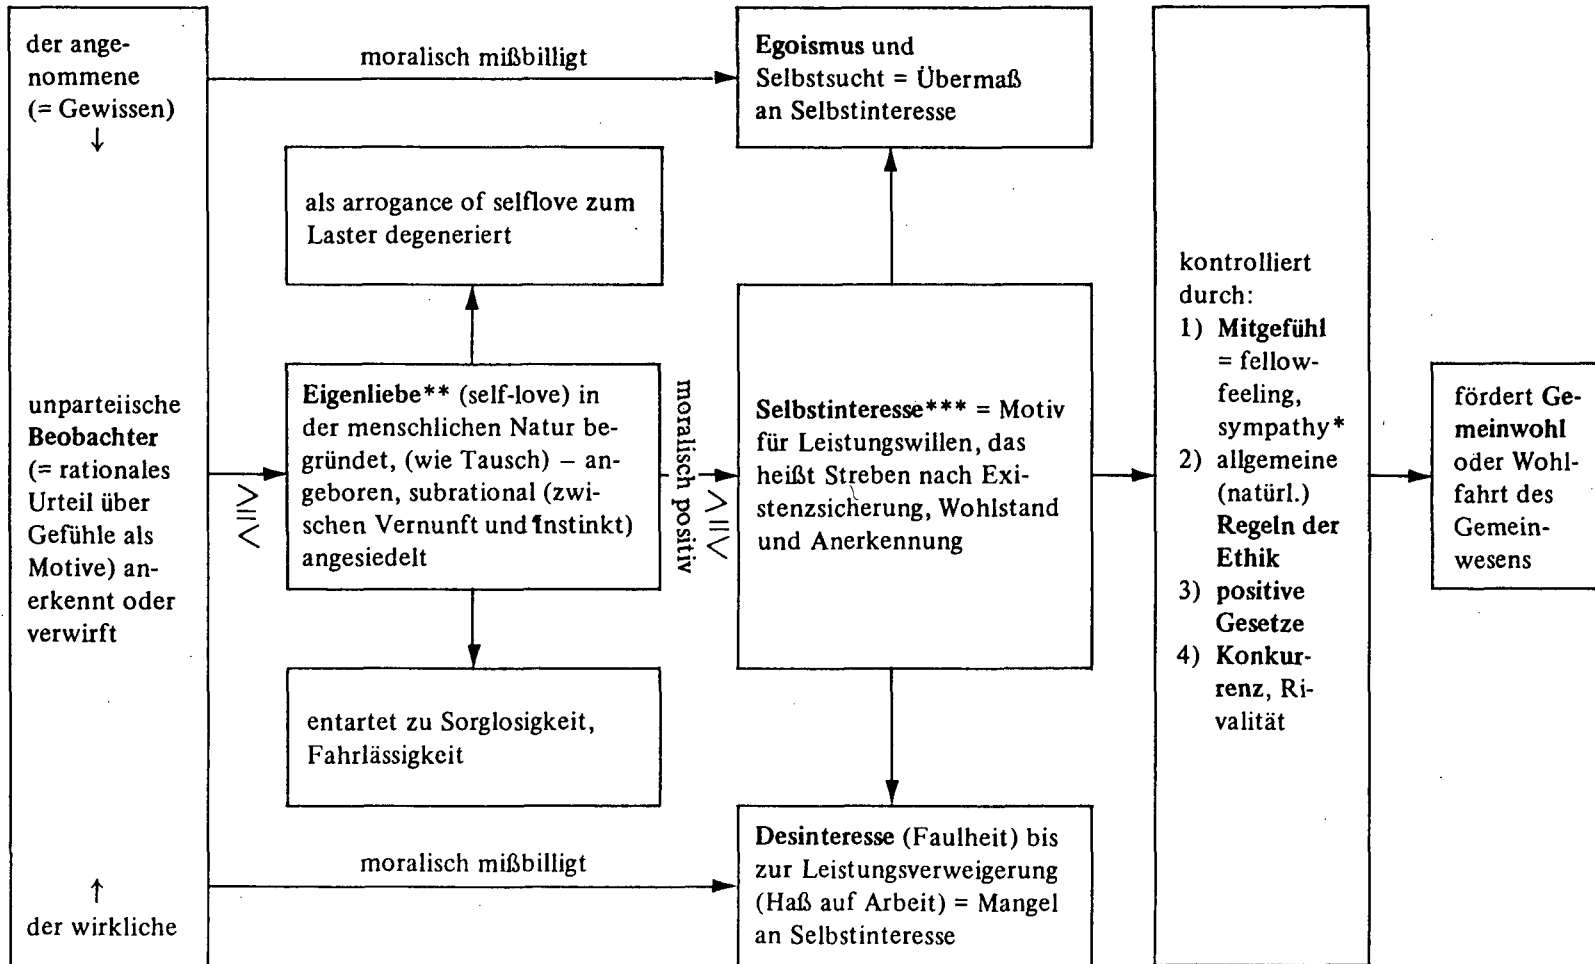 der ange-
nommene
(= Gewissen)
↓
unparteiische
Beobachter
(= rationales
Urteil über
Gefühle als
Motive) an-
erkennt oder
verwirft
↑
der wirkliche
moralisch mißbilligt
Egoismus und
Selbstsucht = Übermaß
an Selbstinteresse
als arrogance of selflove zum
Laster degeneriert
Eigenliebe** (self-love) in
der menschlichen Natur be-
gründet, (wie Tausch) – an-
geboren, subrational (zwi-
schen Vernunft und Instinkt)
angesiedelt
entartet zu Sorglosigkeit,
Fahrlässigkeit
moralisch positiv
Selbstinteresse*** = Motiv
für Leistungswillen, das
heißt Streben nach Exi-
stenzsicherung, Wohlstand
und Anerkennung
moralisch mißbilligt
Desinteresse (Faulheit) bis
zur Leistungsverweigerung
(Haß auf Arbeit) = Mangel
an Selbstinteresse
kontrolliert
durch:
1) Mitgefühl
= fellow-
feeling,
sympathy*
2) allgemeine
(natürl.)
Regeln der
Ethik
3) positive
Gesetze
4) Konkur-
renz, Ri-
valität
fördert Ge-
meinwohl
oder Wohl-
fahrt des
Gemein-
wesens